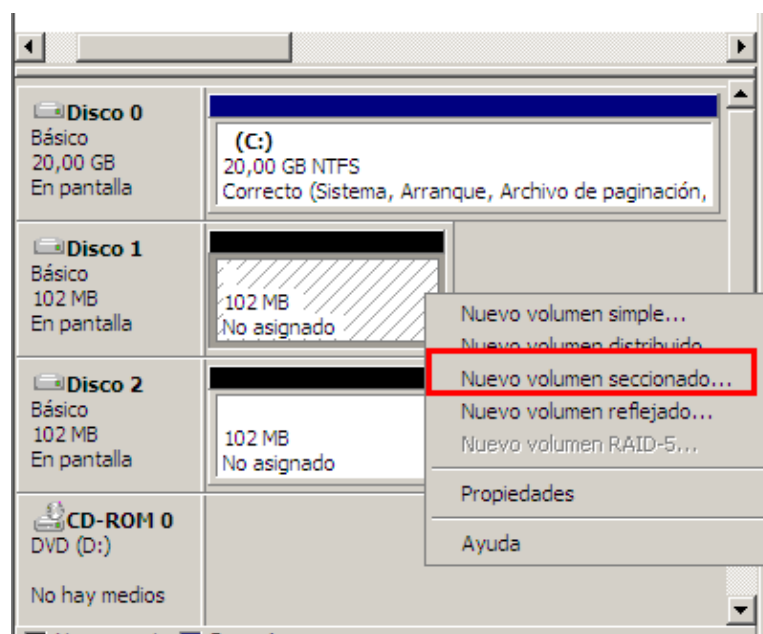 Disco 0
Básico
20,00 GB
En pantalla
(C:)
20,00 GB NTFS
Correcto (Sistema, Arranque, Archivo de paginación,
Disco 1
Básico
102 MB
En pantalla
102 MB
No asignado
Disco 2
Básico
102 MB
En pantalla
102 MB
No asignado
CD-ROM 0
DVD (D:)
No hay medios
Nuevo volumen simple...
Nuevo volumen distribuido
Nuevo volumen seccionado...
Nuevo volumen reflejado...
Nuevo volumen RAID-5...
Propiedades
Ayuda